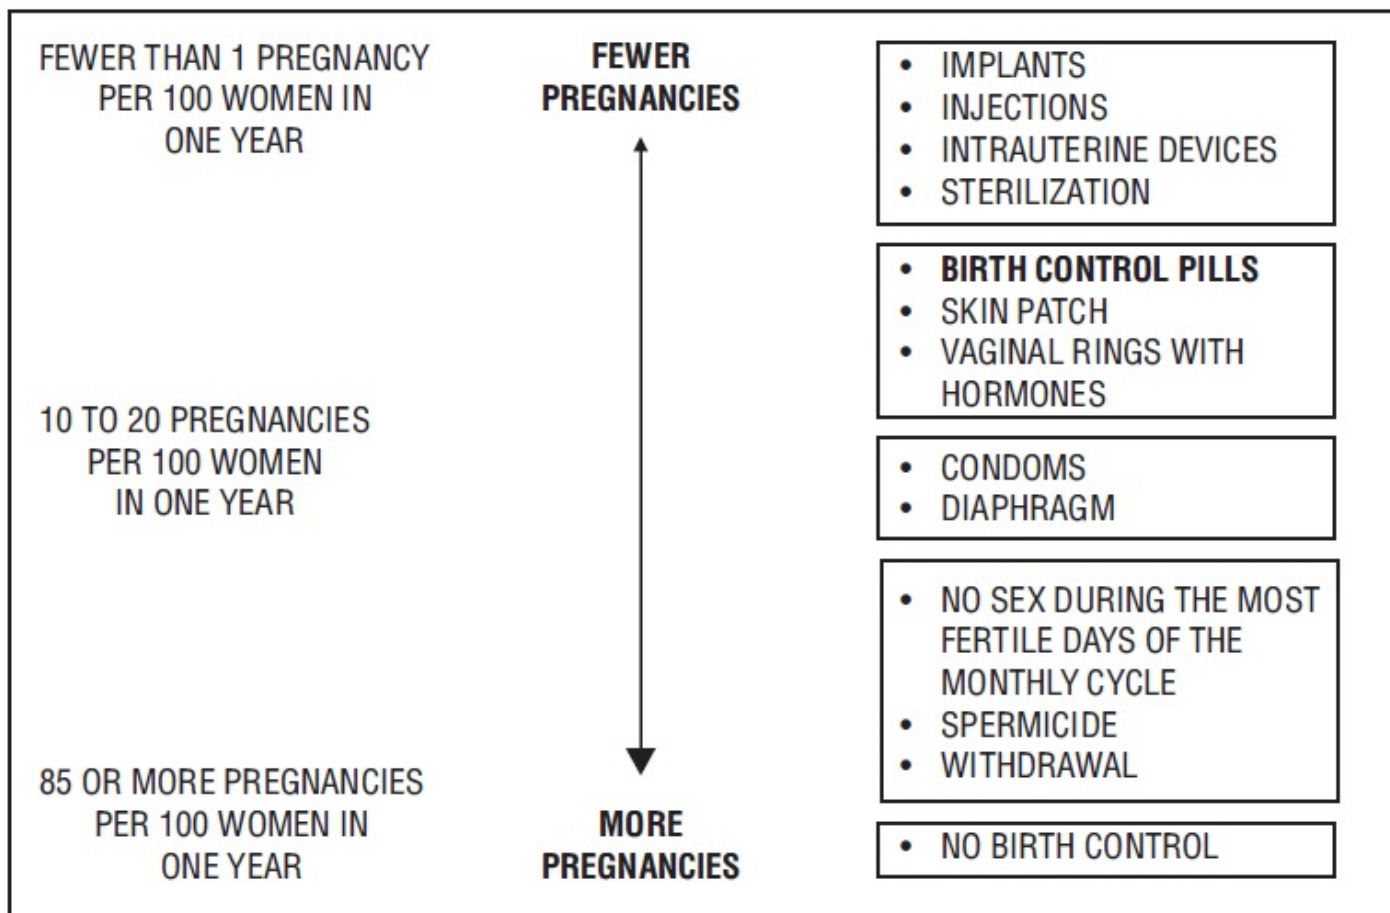 FEWER THAN 1 PREGNANCY
PER 100 WOMEN IN
ONE YEAR
10 TO 20 PREGNANCIES
PER 100 WOMEN
IN ONE YEAR
85 OR MORE PREGNANCIES
PER 100 WOMEN IN
ONE YEAR
FEWER
PREGNANCIES
MORE
PREGNANCIES
• IMPLANTS
• INJECTIONS
• INTRAUTERINE DEVICES
• STERILIZATION
• BIRTH CONTROL PILLS
• SKIN PATCH
• VAGINAL RINGS WITH
HORMONES
• CONDOMS
• DIAPHRAGM
• NO SEX DURING THE MOST
FERTILE DAYS OF THE
MONTHLY CYCLE
• SPERMICIDE
• WITHDRAWAL
• NO BIRTH CONTROL